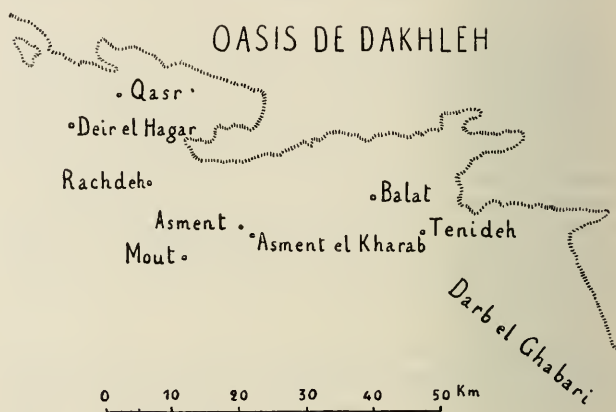 OASIS DE DAKHLEH
Qasr
Deir el Hagar
Rachdeh
Balat
Asment
Asment el Kharab
Tenideh
Mout
Darb el Ghabari
0 10 20 30 40 50 Km